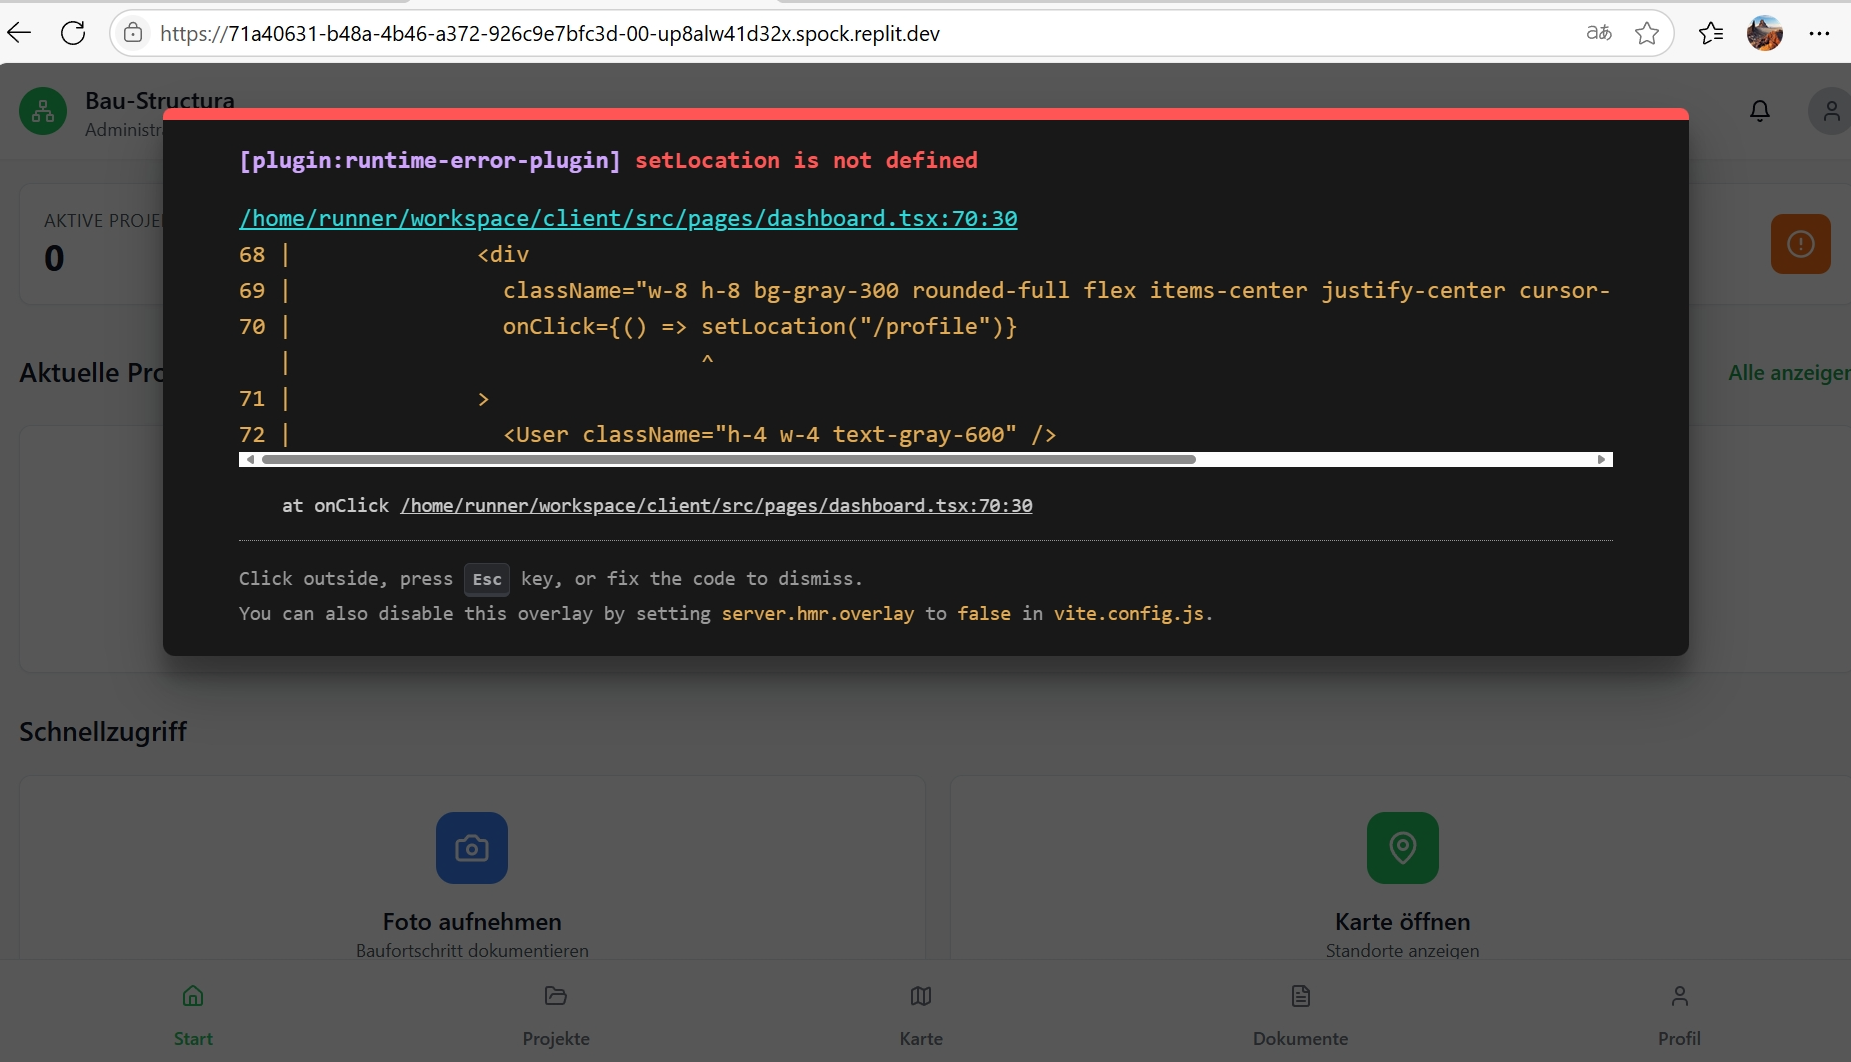 https://71a40631-b48a-4b46-a372-926c9e7bfc3d-00-up8alw41d32x.spock.replit.dev
aあ
Bau-Structura
Administra
AKTIVE PROJE
0
[plugin:runtime-error-plugin] setLocation is not defined
/home/runner/workspace/client/src/pages/dashboard.tsx:70:30
68 | <div
69 | className="w-8 h-8 bg-gray-300 rounded-full flex items-center justify-center cursor-
70 | onClick={() => setLocation("/profile")}
| ^
71 | >
72 | <User className="h-4 w-4 text-gray-600" />
at onClick /home/runner/workspace/client/src/pages/dashboard.tsx:70:30
Click outside, press Esc key, or fix the code to dismiss.
You can also disable this overlay by setting server.hmr.overlay to false in vite.config.js.
Aktuelle Pro
Alle anzeigen
Schnellzugriff
Foto aufnehmen
Baufortschritt dokumentieren
Karte öffnen
Standorte anzeigen
Start
Projekte
Karte
Dokumente
Profil